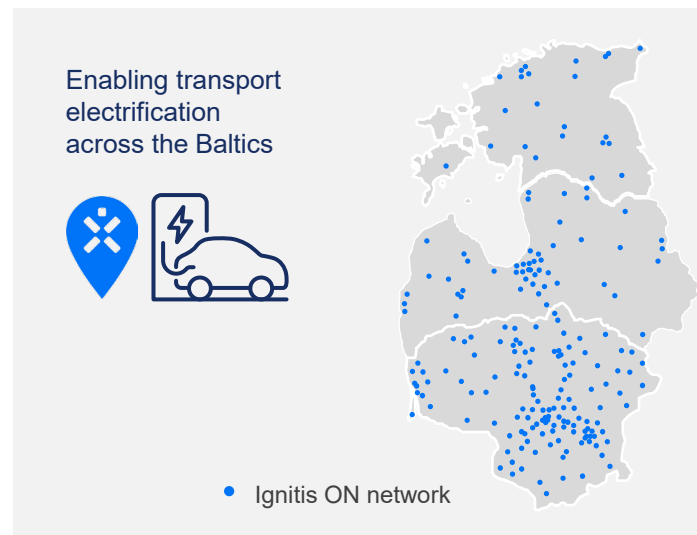 Enabling transport
electrification
across the Baltics
Ignitis ON network